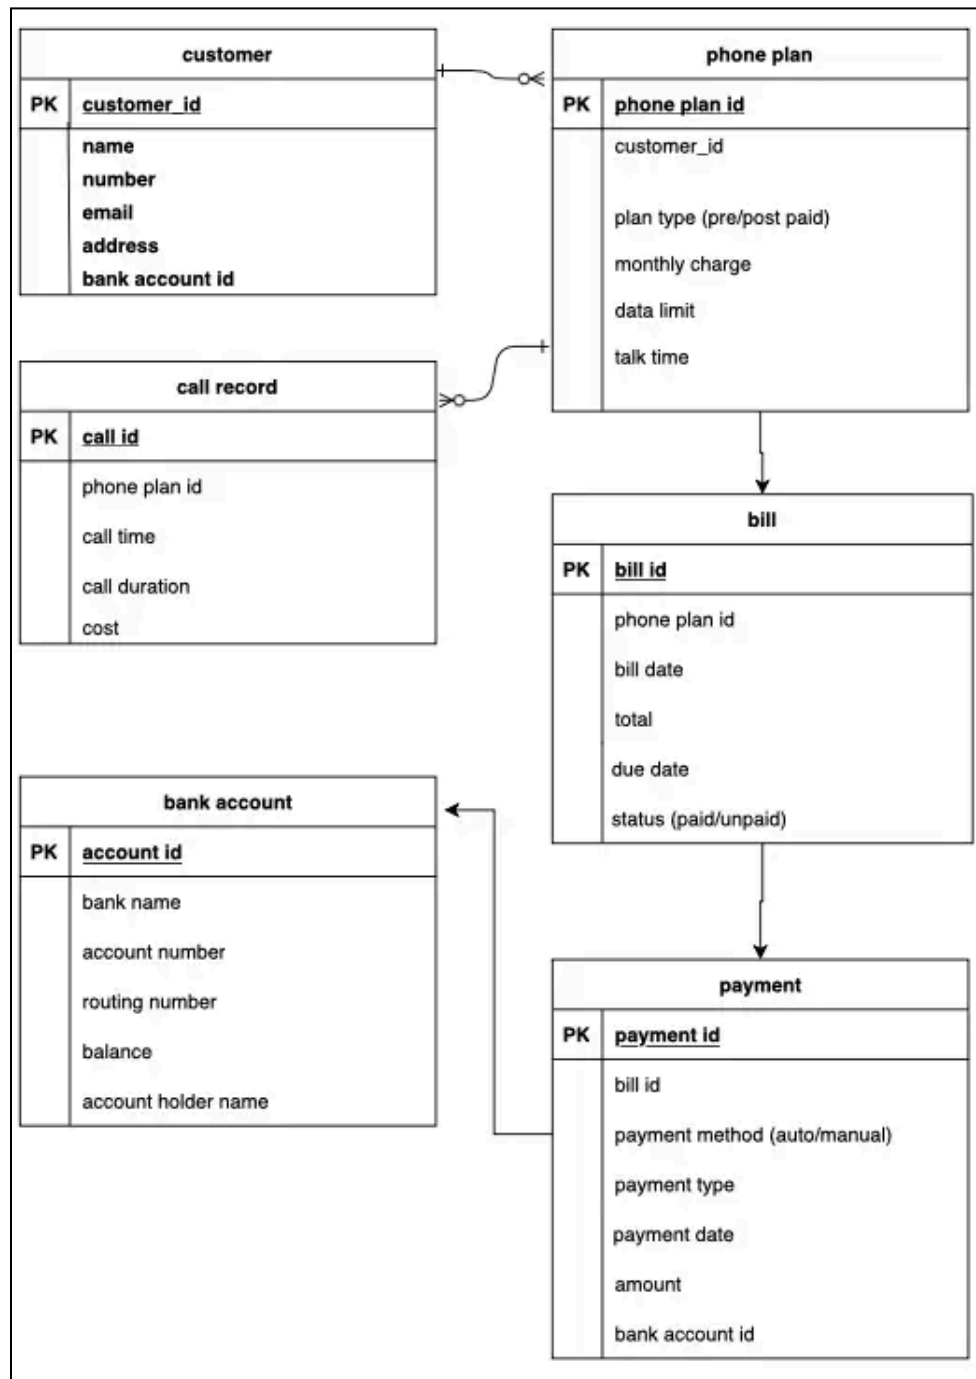 customer
PK customer_id
name
number
email
address
bank account id
phone plan
PK phone plan id
customer_id
plan type (pre/post paid)
monthly charge
data limit
talk time
call record
PK call id
phone plan id
call time
call duration
cost
bill
PK bill id
phone plan id
bill date
total
due date
status (paid/unpaid)
bank account
PK account id
bank name
account number
routing number
balance
account holder name
payment
PK payment id
bill id
payment method (auto/manual)
payment type
payment date
amount
bank account id